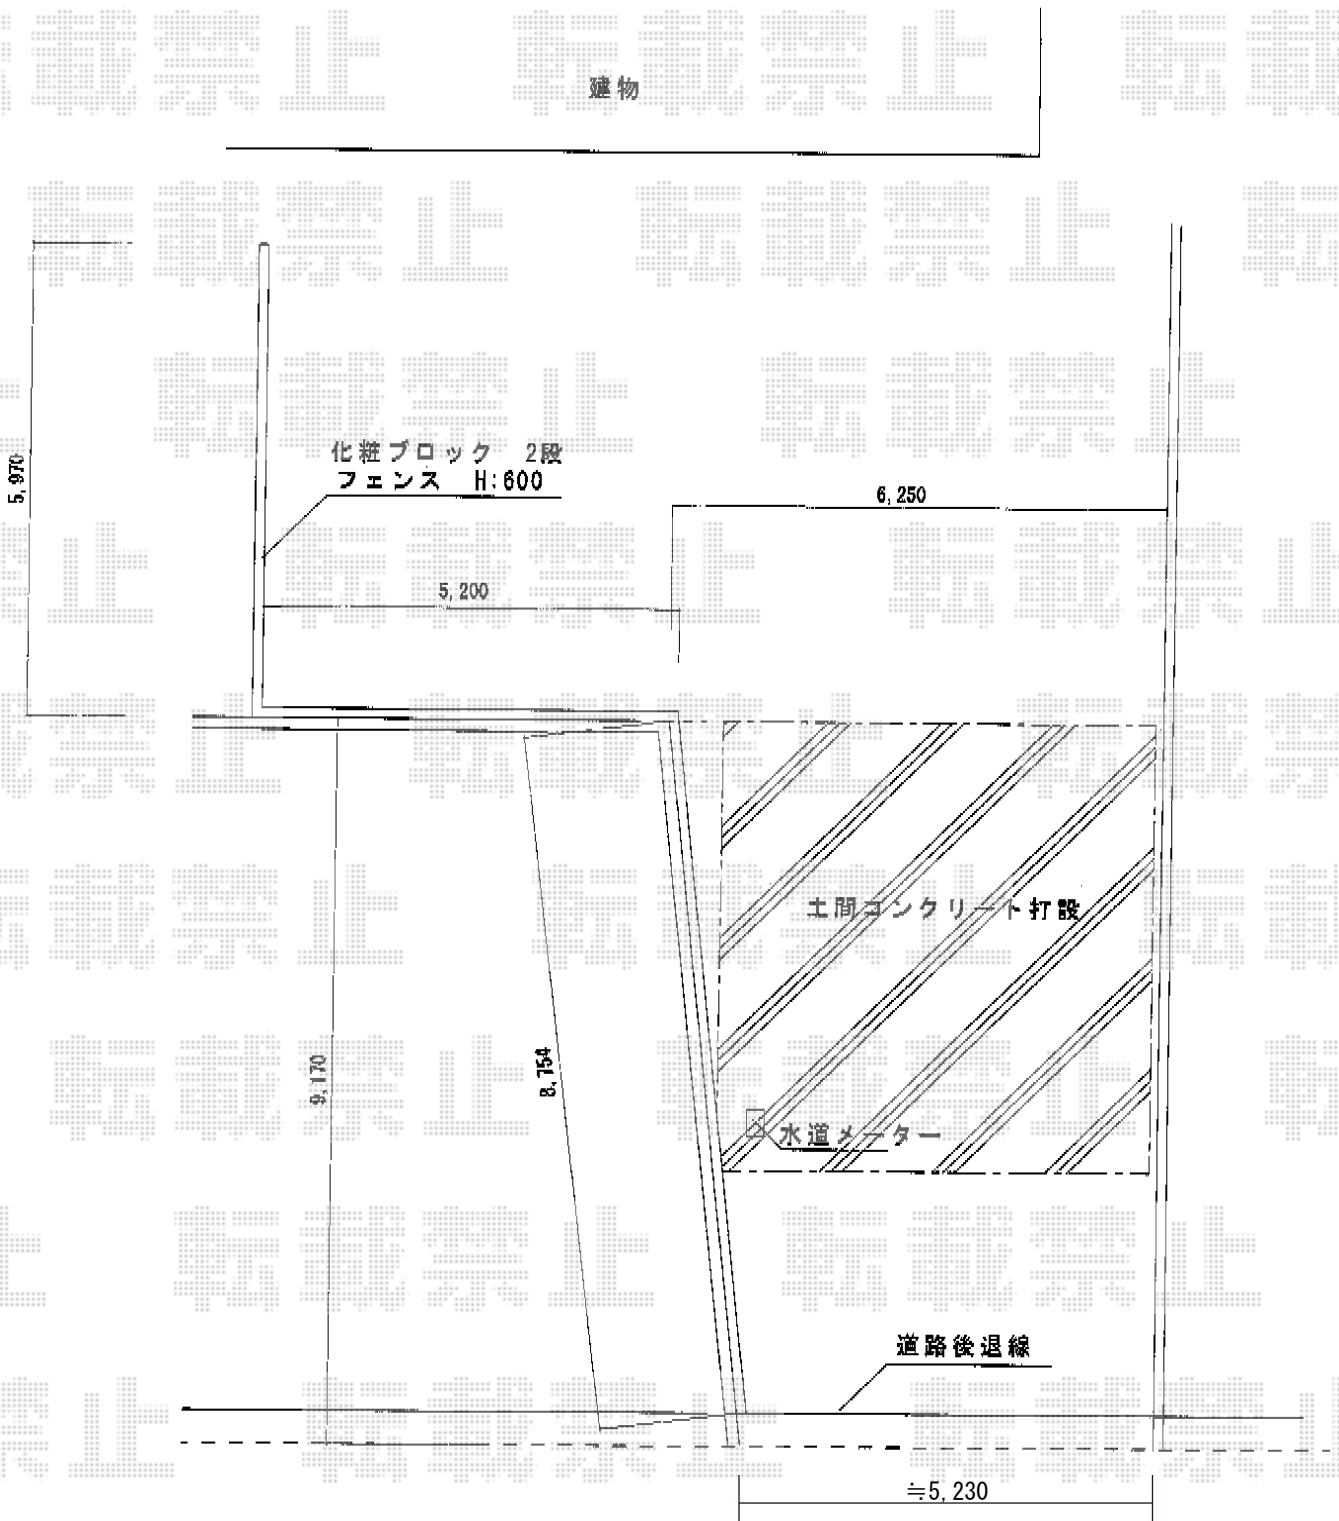 建物
5,970
化粧ブロック 2段
フェンス H:600
6,250
5,200
土間コンクリート打設
9,170
8,754
水道メーター
道路後退線
≒5,230
転載禁止